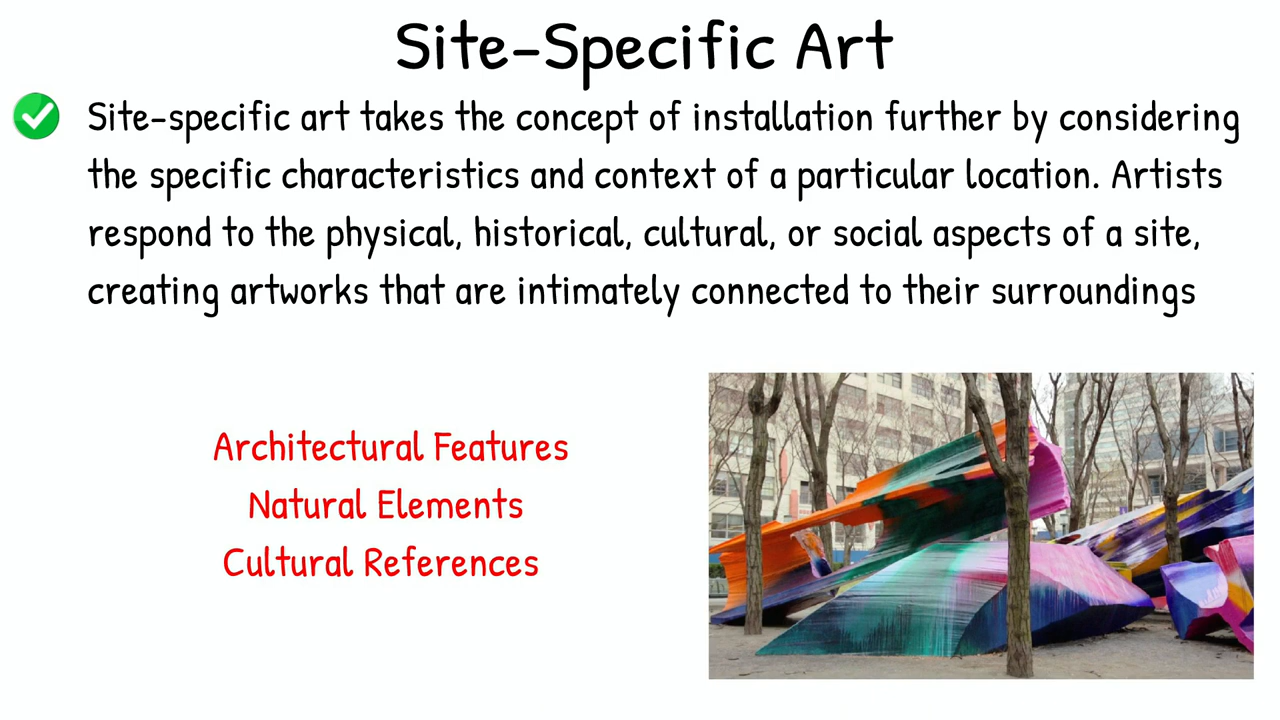 Site-Specific Art
Site-specific art takes the concept of installation further by considering
the specific characteristics and context of a particular location. Artists
respond to the physical, historical, cultural, or social aspects of a site,
creating artworks that are intimately connected to their surroundings
Architectural Features
Natural Elements
Cultural References